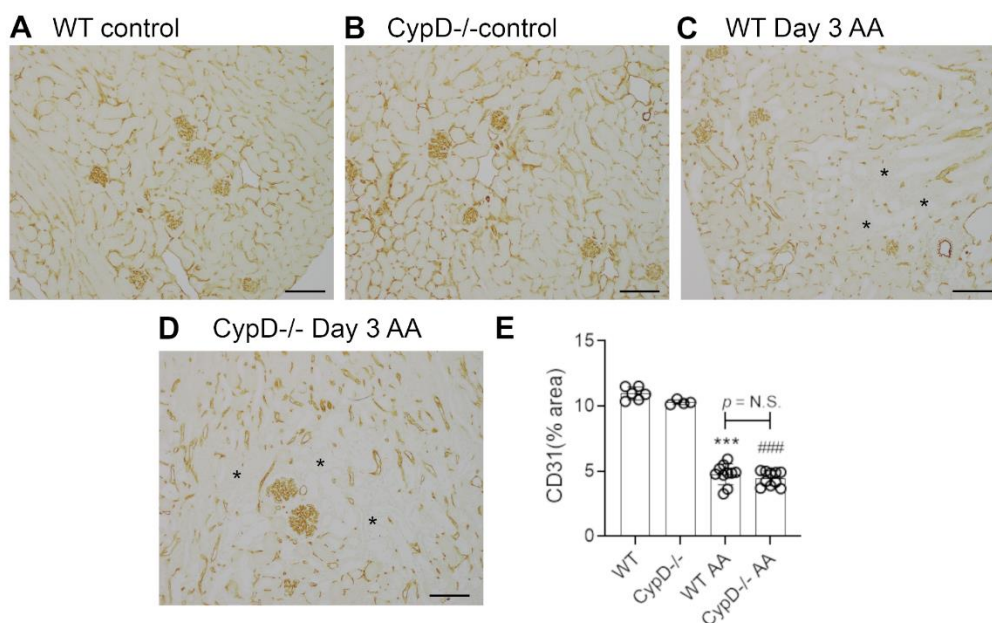 A WT control
B CypD-/-control
C WT Day 3 AA
*
*
*
D CypD-/- Day 3 AA
*
*
*
E
CD31(% area)
15
10
5
0
p = N.S.
***
###
WT
CypD-/-
WT AA
CypD-/- AA